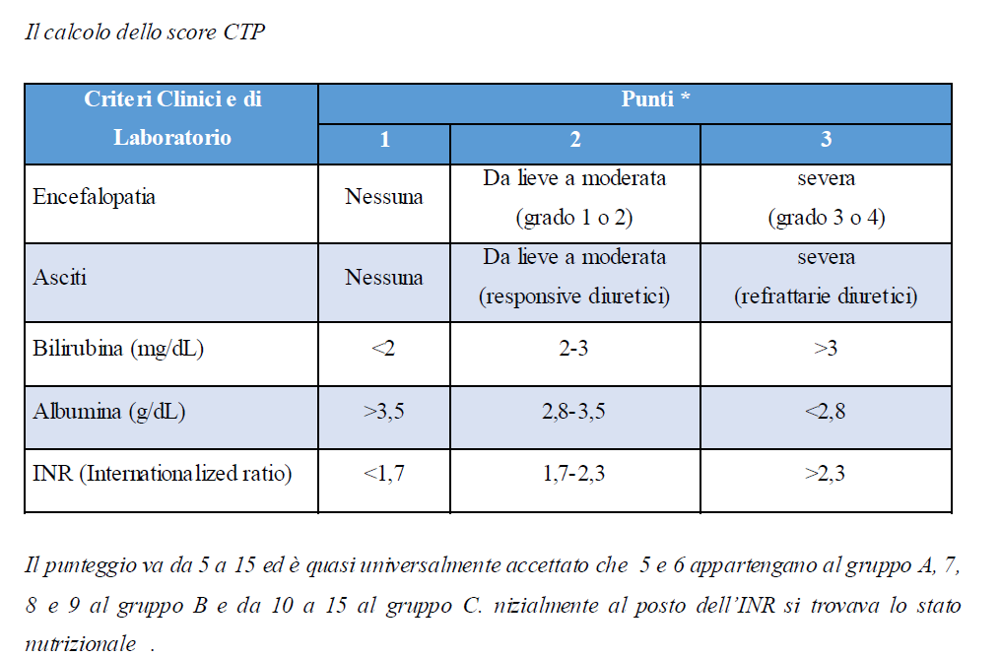 Il calcolo dello score CTP
Criteri Clinici e di
Laboratorio
Punti *
1
2
3
Encefalopatia
Nessuna
Da lieve a moderata
(grado 1 o 2)
severa
(grado 3 o 4)
Asciti
Nessuna
Da lieve a moderata
(responsive diuretici)
severa
(refrattarie diuretici)
Bilirubina (mg/dL)
<2
2-3
>3
Albumina (g/dL)
>3,5
2,8-3,5
<2,8
INR (Internationalized ratio)
<1,7
1,7-2,3
>2,3
Il punteggio va da 5 a 15 ed è quasi universalmente accettato che 5 e 6 appartengano al gruppo A, 7,
8 e 9 al gruppo B e da 10 a 15 al gruppo C. nizialmente al posto dell’INR si trovava lo stato
nutrizionale .